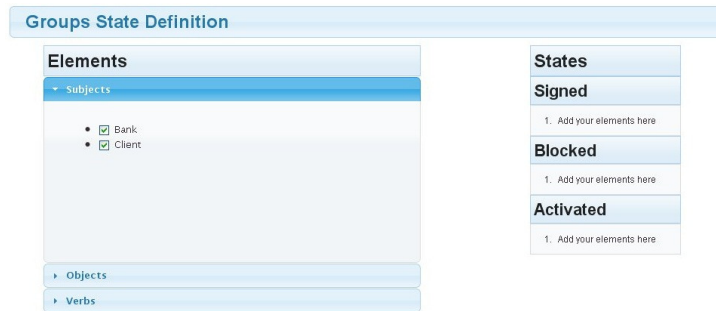 Groups State Definition
Elements
Subjects
Bank
Client
Objects
Verbs
States
Signed
1. Add your elements here
Blocked
1. Add your elements here
Activated
1. Add your elements here